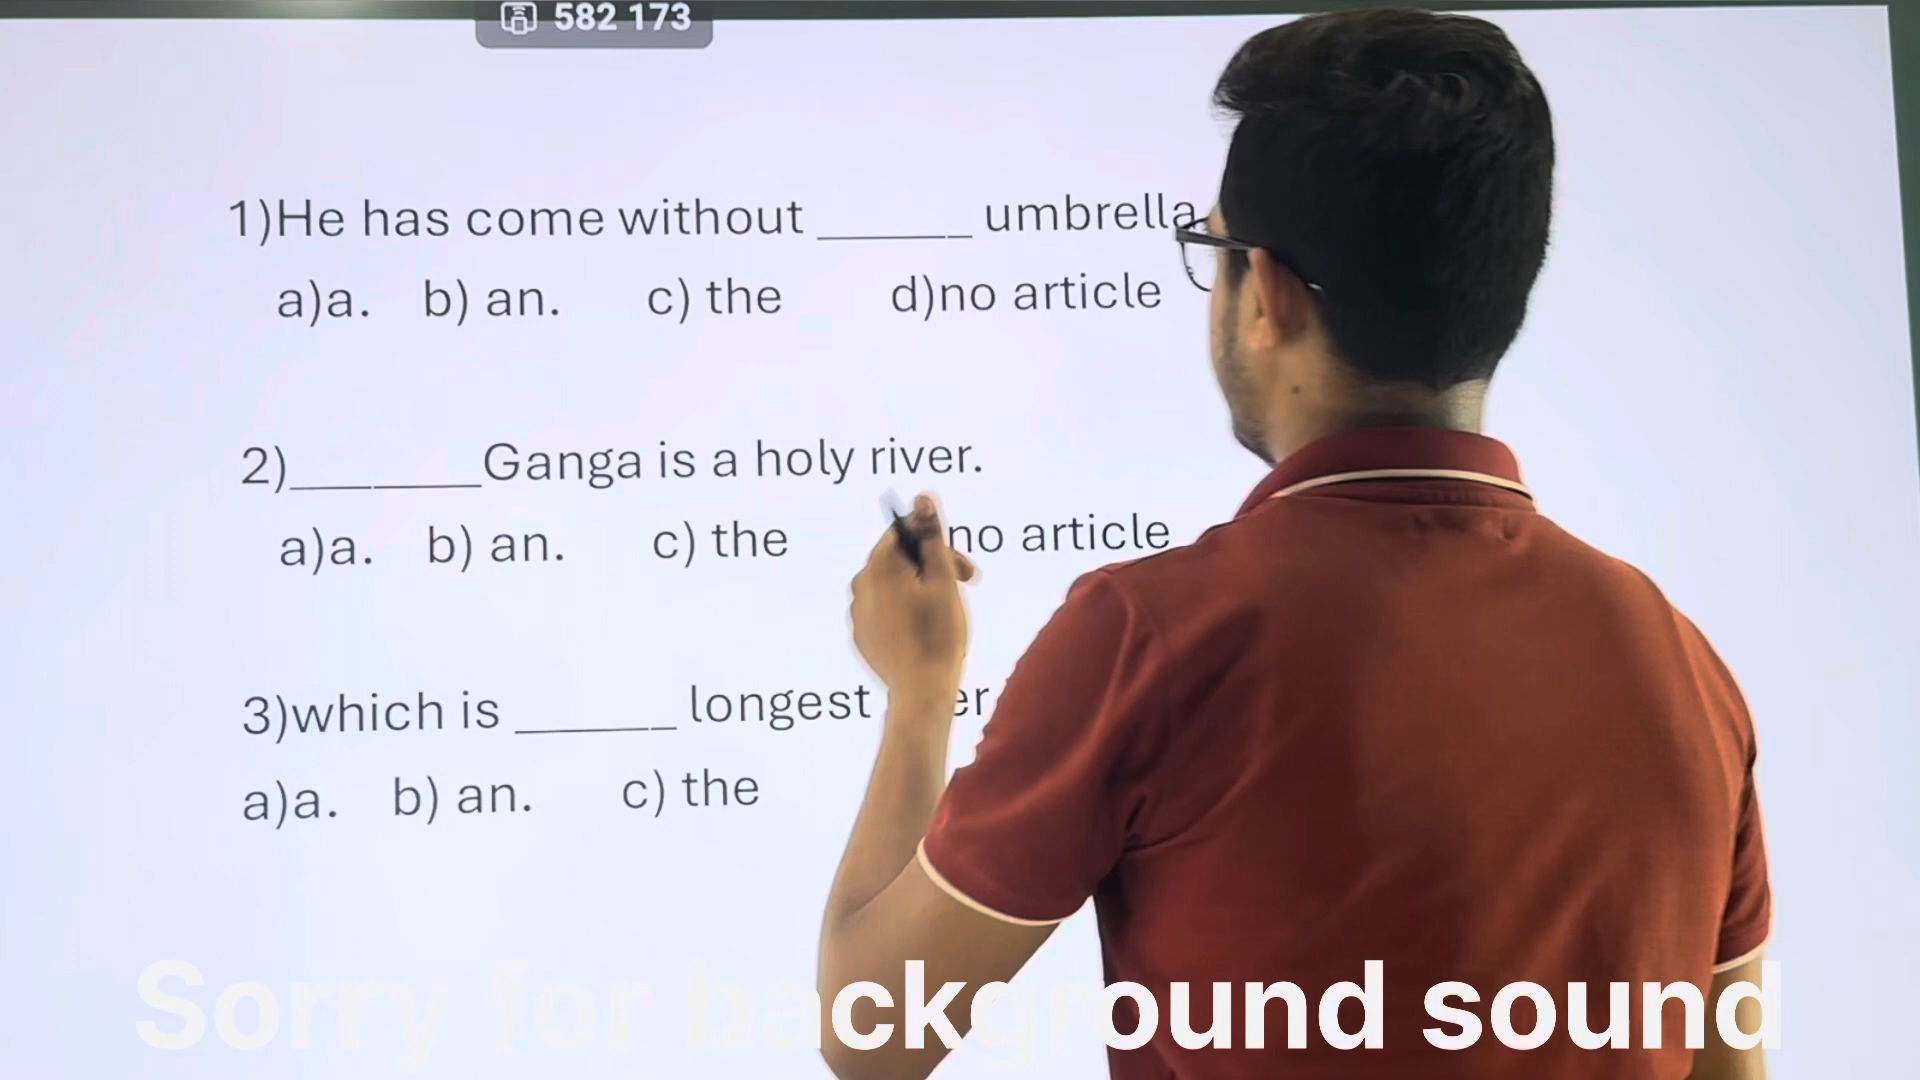 582 173
1)He has come without ______ umbrella
a)a. b) an. c) the d)no article
2)_______Ganga is a holy river.
a)a. b) an. c) the no article
3)which is ______ longest
a)a. b) an. c) the
Sorry for background sound